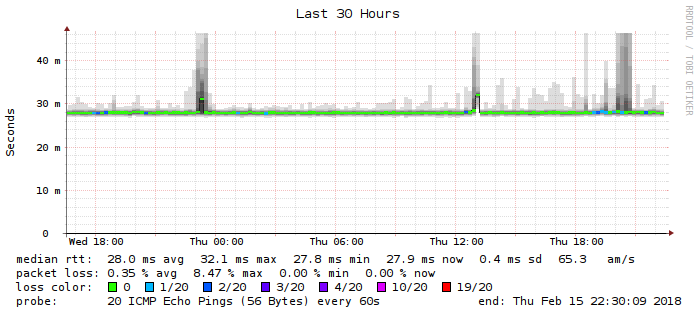 Last 30 Hours
RRDTOOL / TOBI OETIKER
Seconds
40 m
30 m
20 m
10 m
0
Wed 18:00 Thu 00:00 Thu 06:00 Thu 12:00 Thu 18:00
median rtt: 28.0 ms avg 32.1 ms max 27.8 ms min 27.9 ms now 0.4 ms sd 65.3 am/s
packet loss: 0.35 % avg 8.47 % max 0.00 % min 0.00 % now
loss color: 0 1/20 2/20 3/20 4/20 10/20 19/20
probe: 20 ICMP Echo Pings (56 Bytes) every 60s end: Thu Feb 15 22:30:09 2018